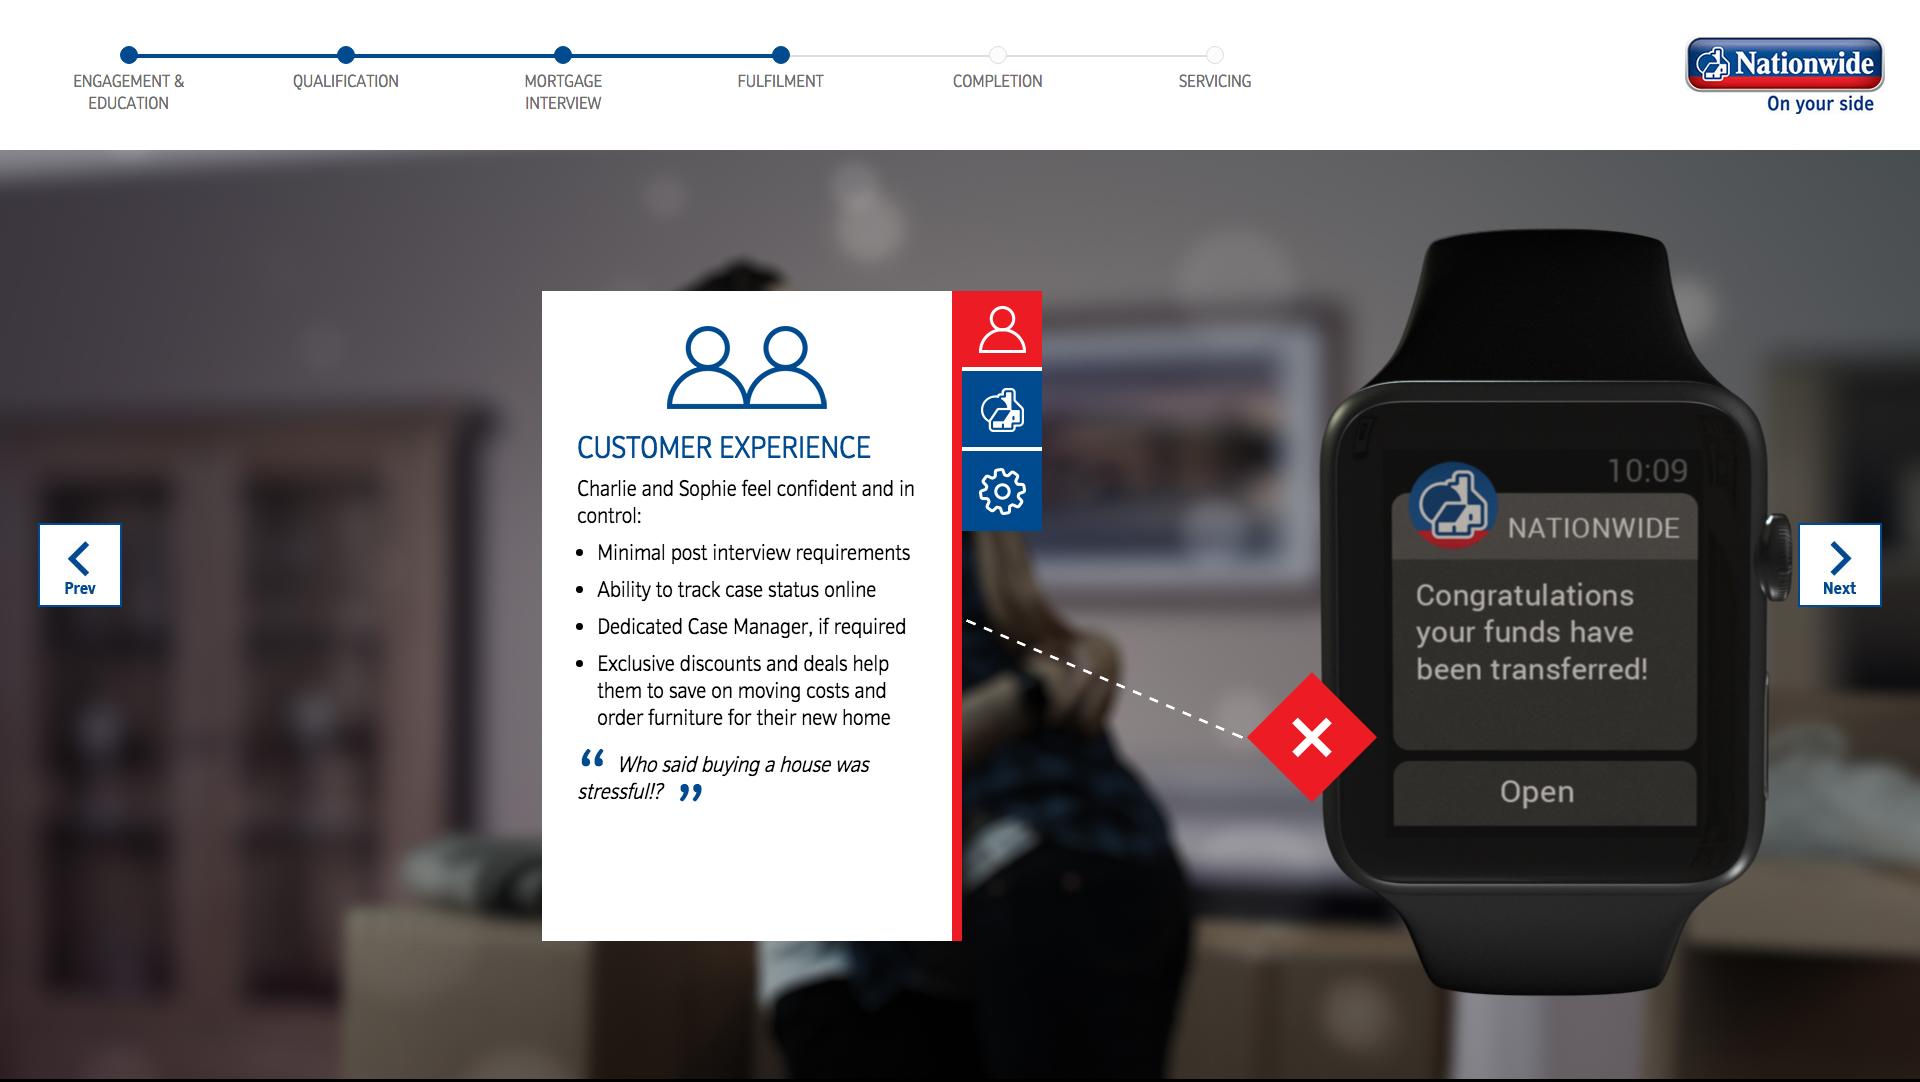 ENGAGEMENT &
EDUCATION
QUALIFICATION
MORTGAGE
INTERVIEW
FULFILMENT
COMPLETION
SERVICING
Nationwide
On your side
CUSTOMER EXPERIENCE
Charlie and Sophie feel confident and in
control:
• Minimal post interview requirements
• Ability to track case status online
• Dedicated Case Manager, if required
• Exclusive discounts and deals help
them to save on moving costs and
order furniture for their new home
“ Who said buying a house was
stressful!? ”
Prev
10:09
NATIONWIDE
Congratulations
your funds have
been transferred!
Open
Next